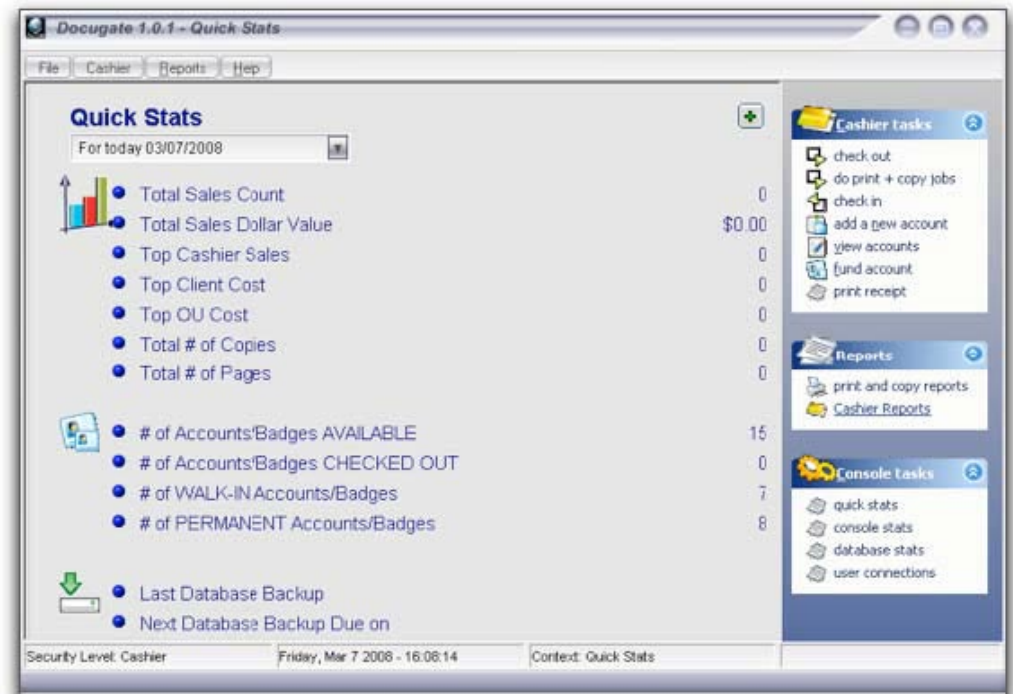 Docugate 1.0.1 - Quick Stats
File Cashier Reports Help
Quick Stats
For today 03/07/2008
Total Sales Count 0
Total Sales Dollar Value $0.00
Top Cashier Sales 0
Top Client Cost 0
Top OU Cost 0
Total # of Copies 0
Total # of Pages 0
# of Accounts/Badges AVAILABLE 15
# of Accounts/Badges CHECKED OUT 0
# of WALK-IN Accounts/Badges 7
# of PERMANENT Accounts/Badges 8
Last Database Backup
Next Database Backup Due on
Cashier tasks
check out
do print + copy jobs
check in
add a new account
view accounts
fund account
print receipt
Reports
print and copy reports
Cashier Reports
Console tasks
quick stats
console stats
database stats
user connections
Security Level: Cashier
Friday, Mar 7 2008 - 16:08:14
Context: Quick Stats